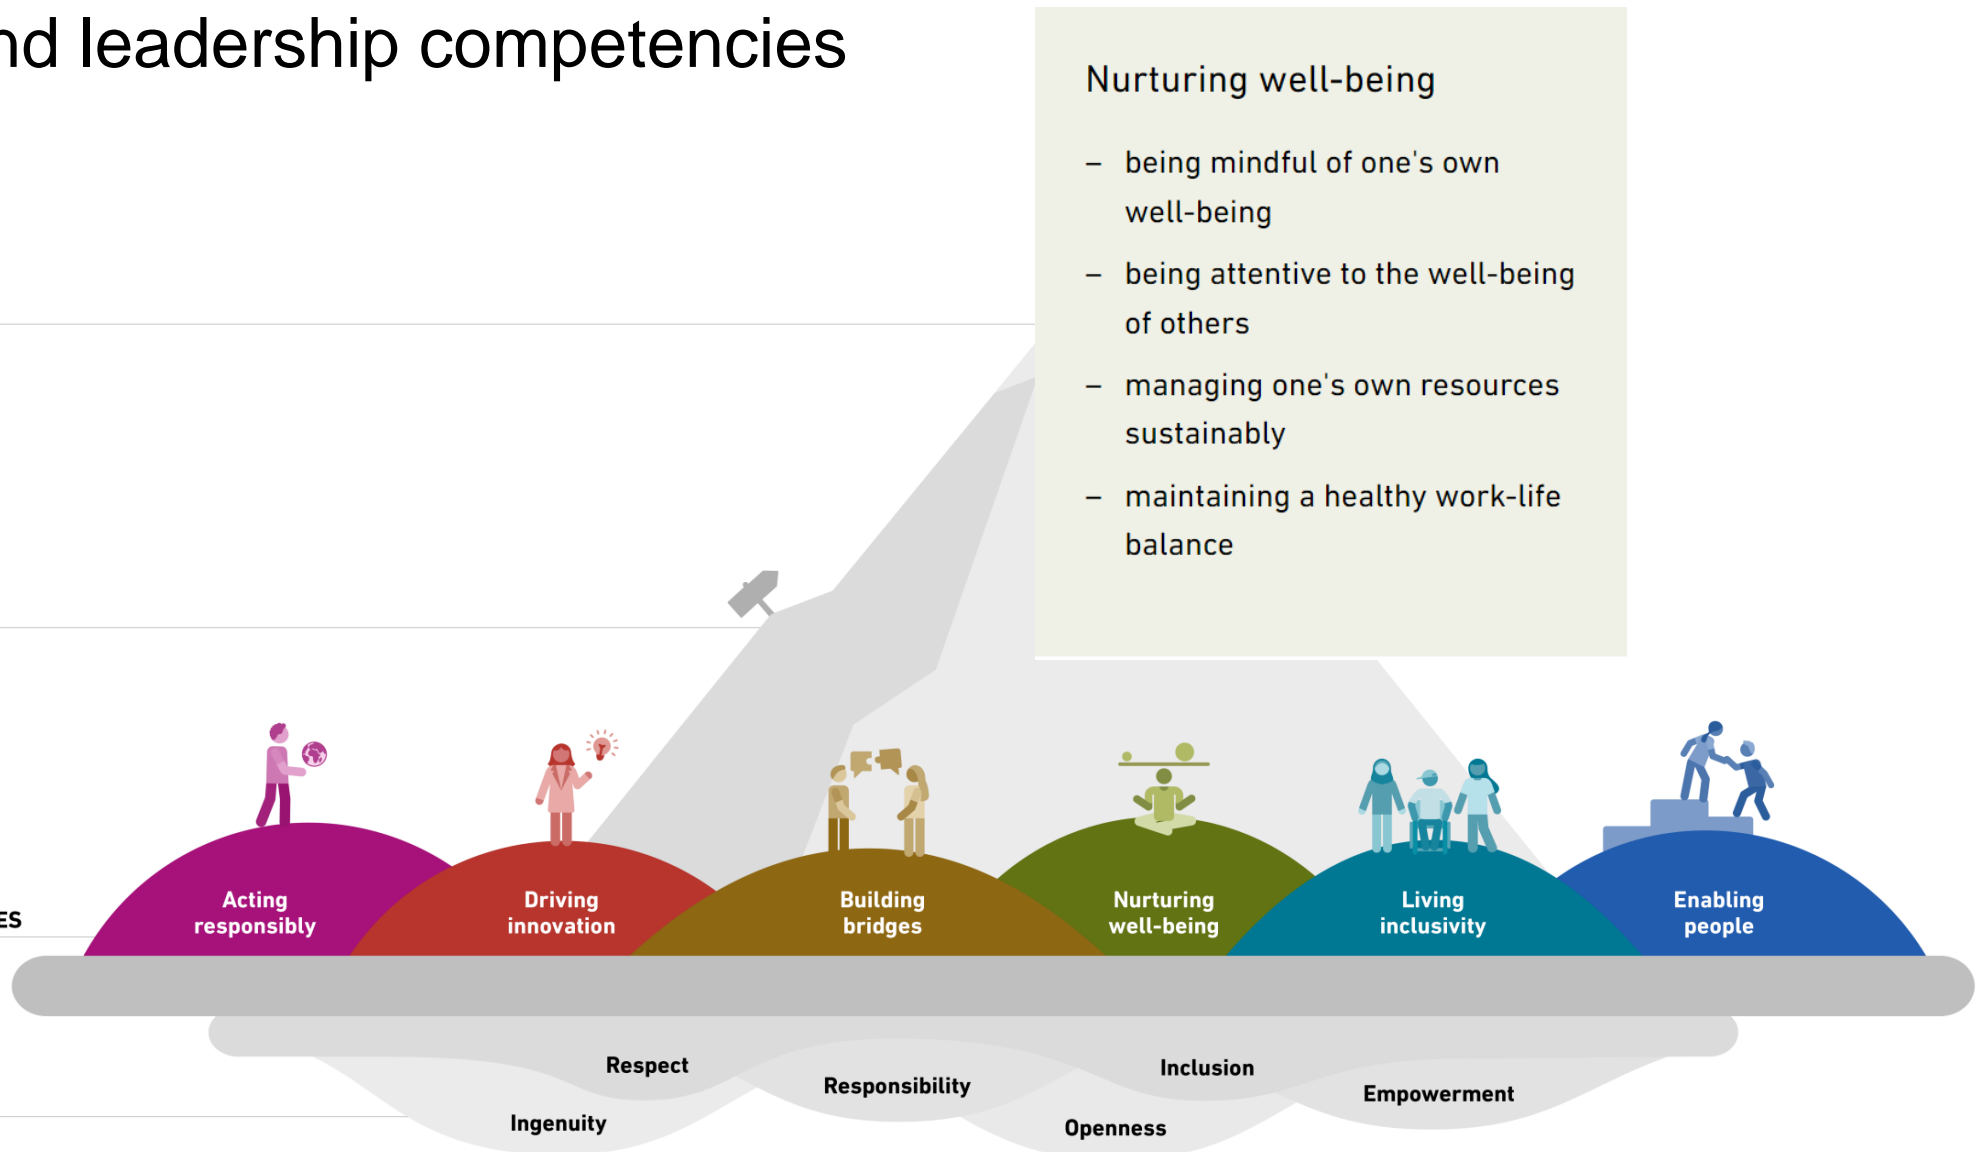 nd leadership competencies
Nurturing well-being
– being mindful of one's own
well-being
– being attentive to the well-being
of others
– managing one's own resources
sustainably
– maintaining a healthy work-life
balance
Acting
responsibly
Driving
innovation
Building
bridges
Nurturing
well-being
Living
inclusivity
Enabling
people
ES
Respect
Ingenuity
Responsibility
Inclusion
Openness
Empowerment